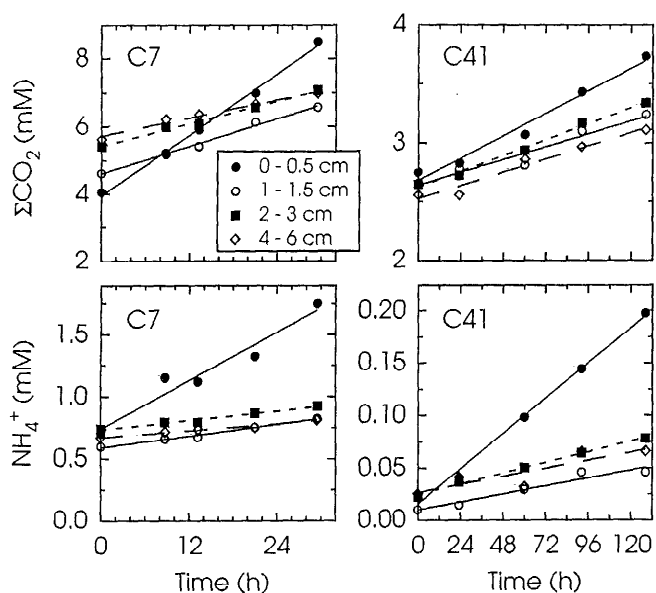 C7
C41
ΣCO₂ (mM)
8
6
4
2
4
3
2
● 0 - 0.5 cm
○ 1 - 1.5 cm
■ 2 - 3 cm
◇ 4 - 6 cm
C7
C41
NH₄⁺ (mM)
1.5
1.0
0.5
0.0
0.20
0.15
0.10
0.05
0.00
0 12 24
0 24 48 72 96 120
Time (h)
Time (h)